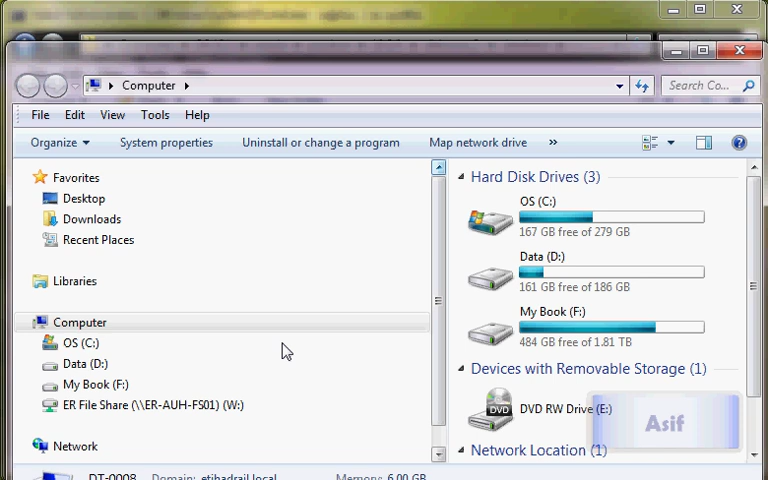 Computer
Search Co...
File Edit View Tools Help
Organize System properties Uninstall or change a program Map network drive »
Favorites
Desktop
Downloads
Recent Places
Libraries
Computer
OS (C:)
Data (D:)
My Book (F:)
ER File Share (\\ER-AUH-FS01) (W:)
Network
Hard Disk Drives (3)
OS (C:)
167 GB free of 279 GB
Data (D:)
161 GB free of 186 GB
My Book (F:)
484 GB free of 1.81 TB
Devices with Removable Storage (1)
DVD
DVD RW Drive (E:)
Asif
Network Location (1)
DT-0008 Domain: etihadrail.local Memory: 6.00 GB